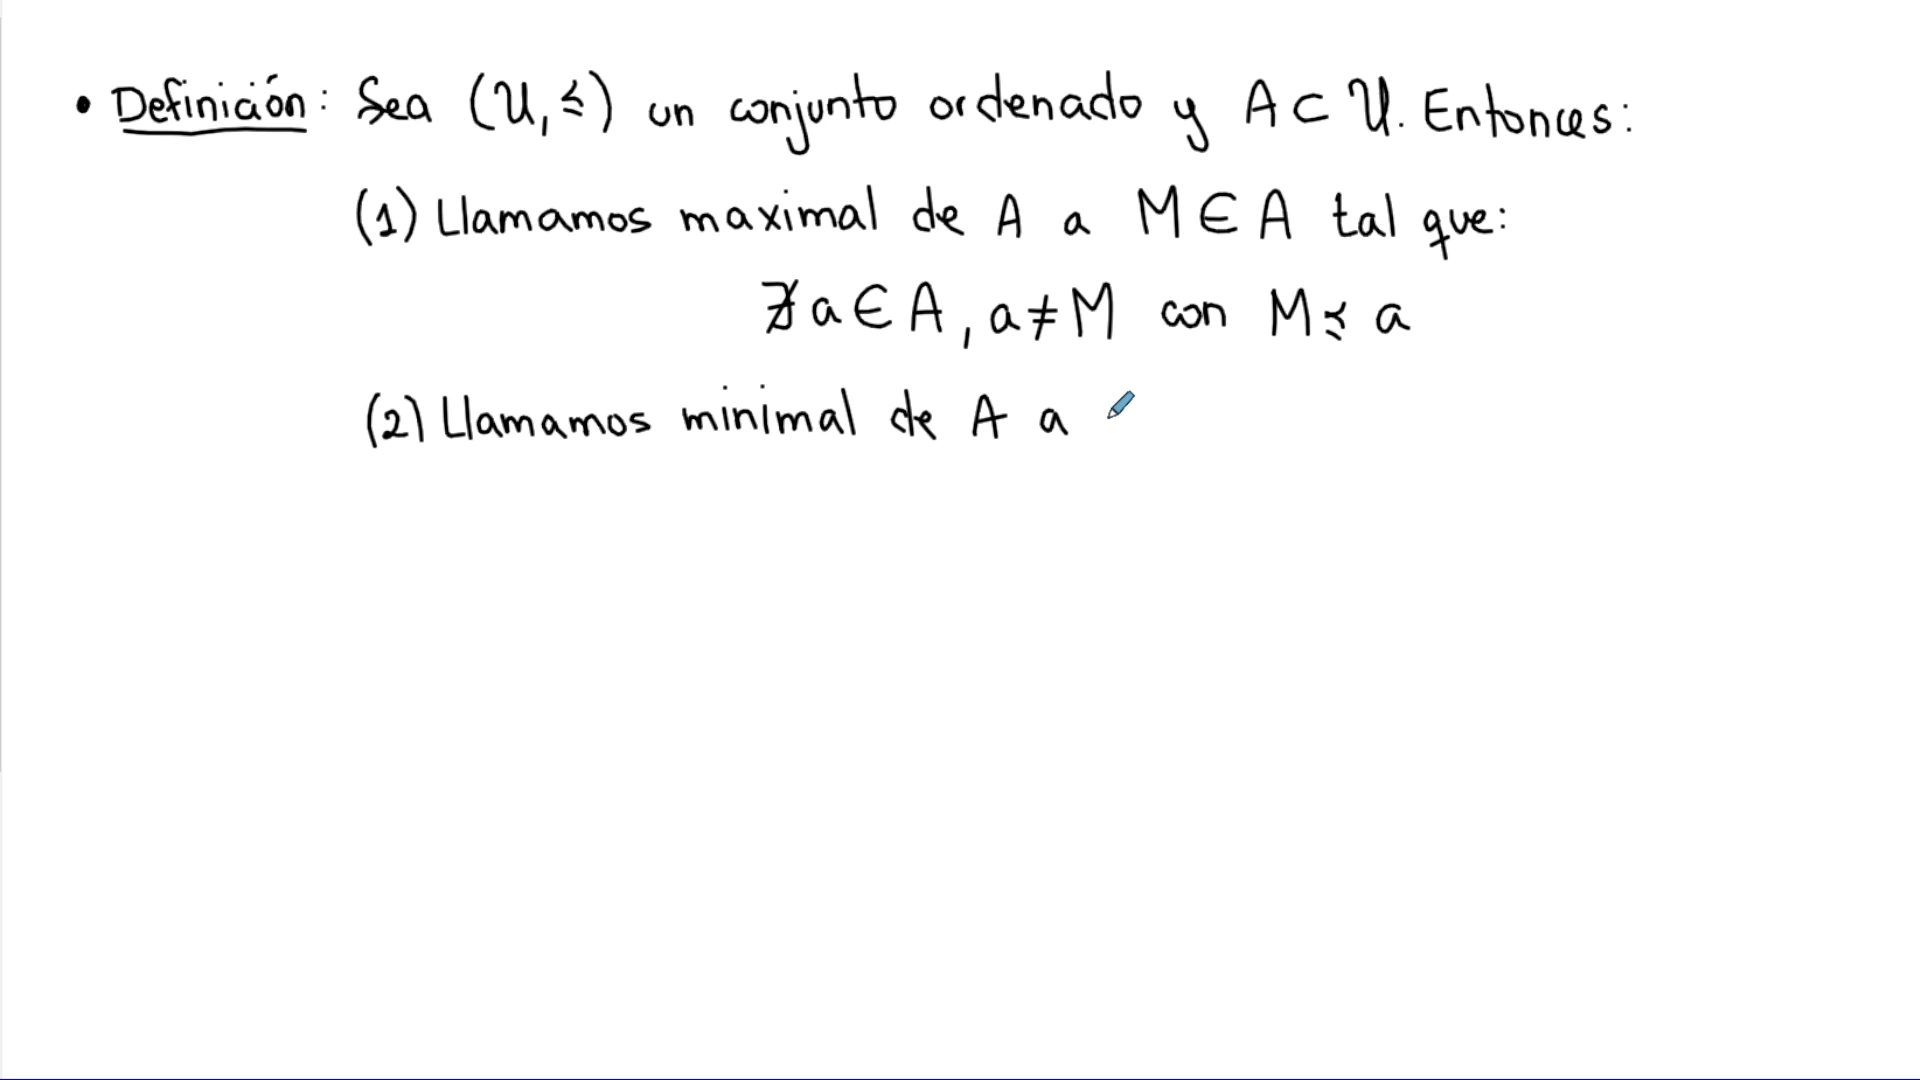 • Definición: Sea (U, ≼) un conjunto ordenado y A ⊂ U. Entonces:
(1) Llamamos maximal de A a M ∈ A tal que:
∄ a ∈ A, a ≠ M con M ≼ a
(2) Llamamos minimal de A a